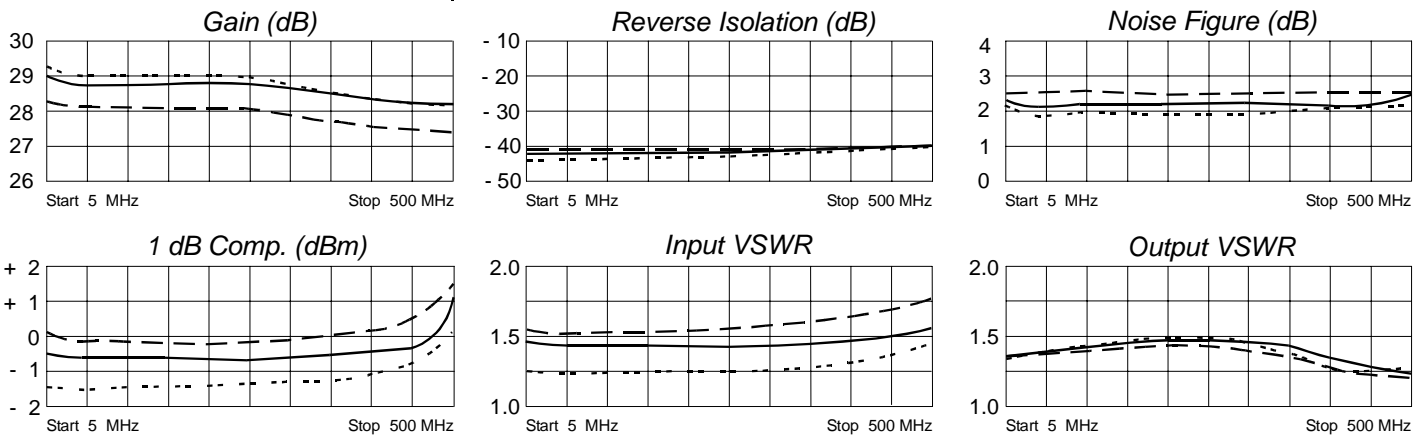 Gain (dB)
30
29
28
27
26
Start 5 MHz
Stop 500 MHz
Reverse Isolation (dB)
- 10
- 20
- 30
- 40
- 50
Start 5 MHz
Stop 500 MHz
Noise Figure (dB)
4
3
2
1
0
Start 5 MHz
Stop 500 MHz
1 dB Comp. (dBm)
+ 2
+ 1
0
- 1
- 2
Start 5 MHz
Stop 500 MHz
Input VSWR
2.0
1.5
1.0
Start 5 MHz
Stop 500 MHz
Output VSWR
2.0
1.5
1.0
Start 5 MHz
Stop 500 MHz